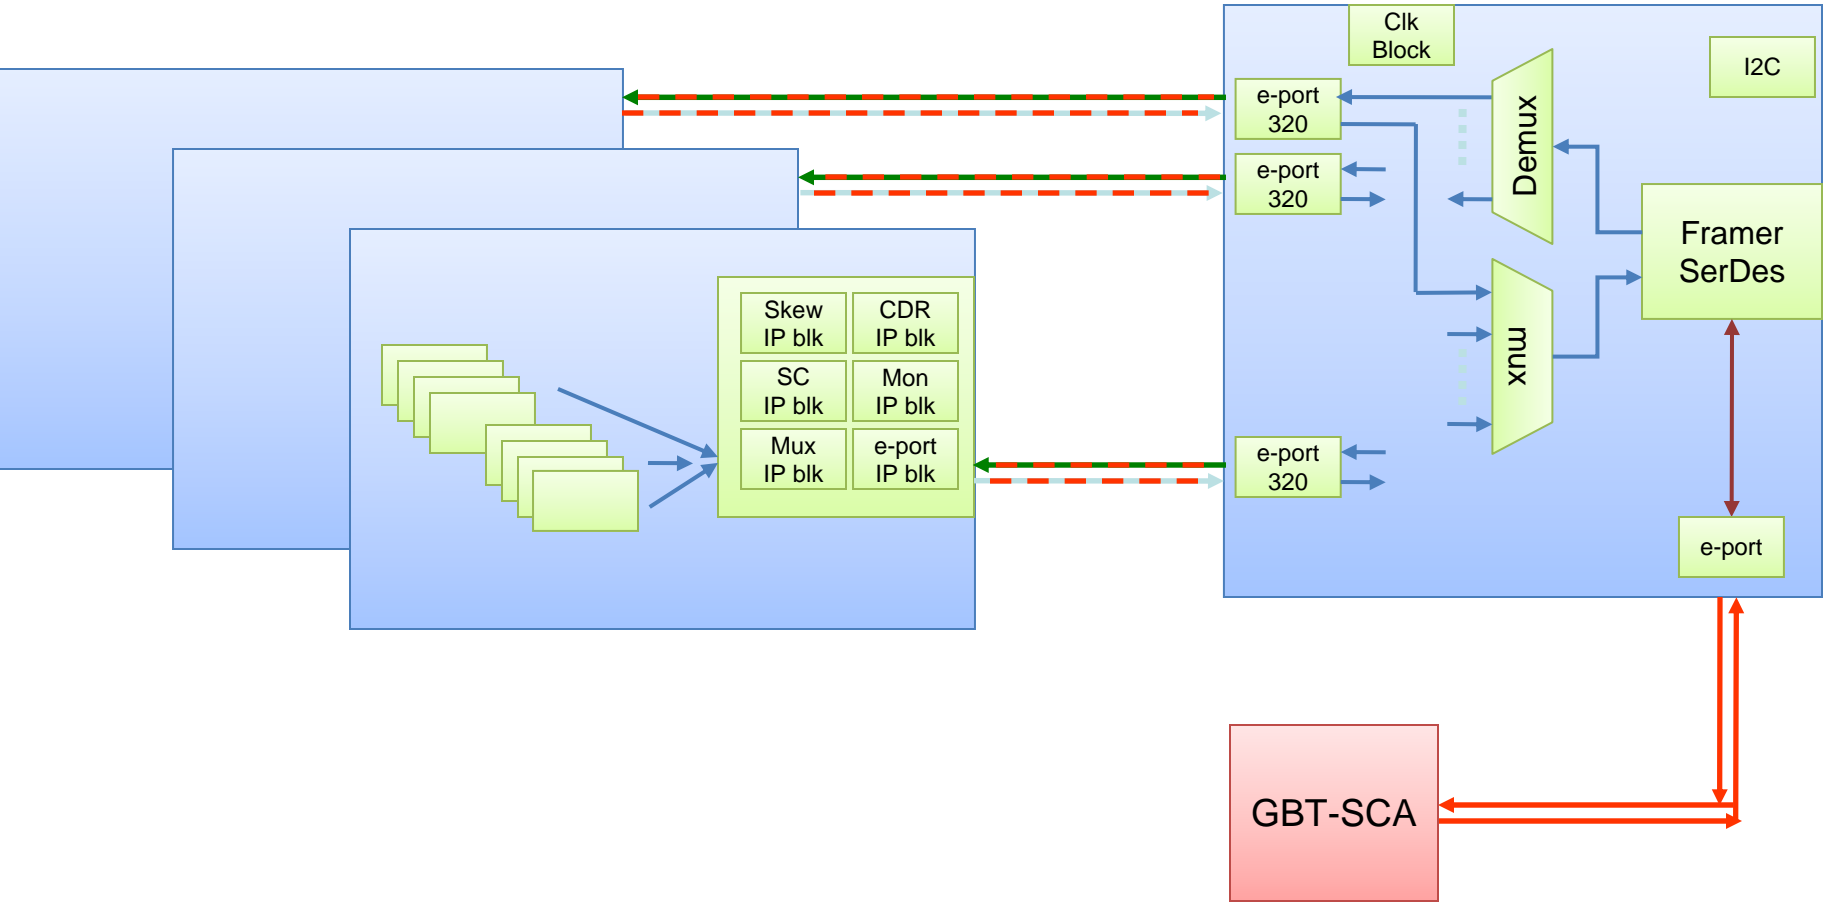 Clk
Block
I2C
e-port
320
Demux
e-port
320
Framer
SerDes
Skew
IP blk
CDR
IP blk
SC
IP blk
Mon
IP blk
mux
Mux
IP blk
e-port
IP blk
e-port
320
e-port
GBT-SCA